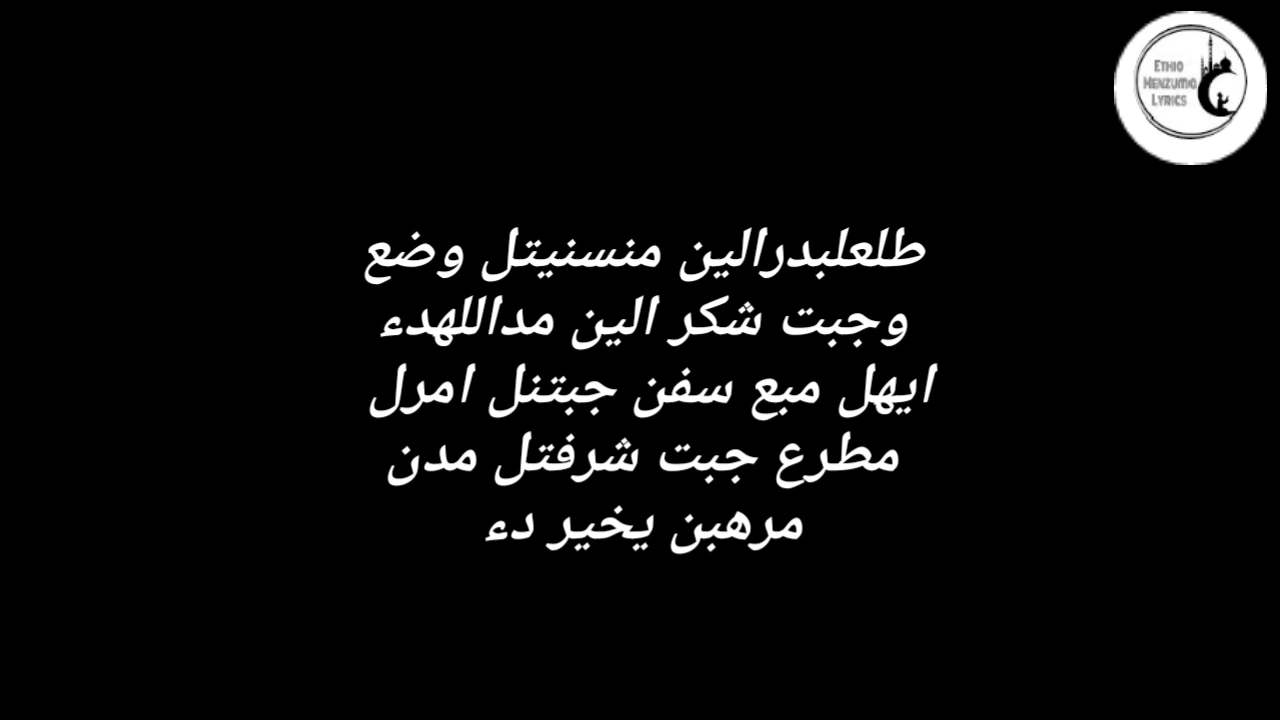 ETHIO
MENZUMA
LYRICS
طلعلبدرالين منسنيتل وضع
وجبت شكر الين مداللهدء
ايهل مبع سفن جبتنل امرل
مطرع جبت شرفتل مدن
مرهبن يخير دء